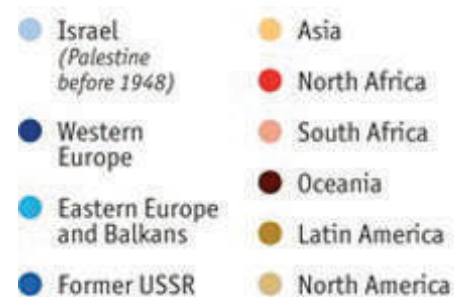 Israel
(Palestine
before 1948)
Western
Europe
Eastern Europe
and Balkans
Former USSR
Asia
North Africa
South Africa
Oceania
Latin America
North America